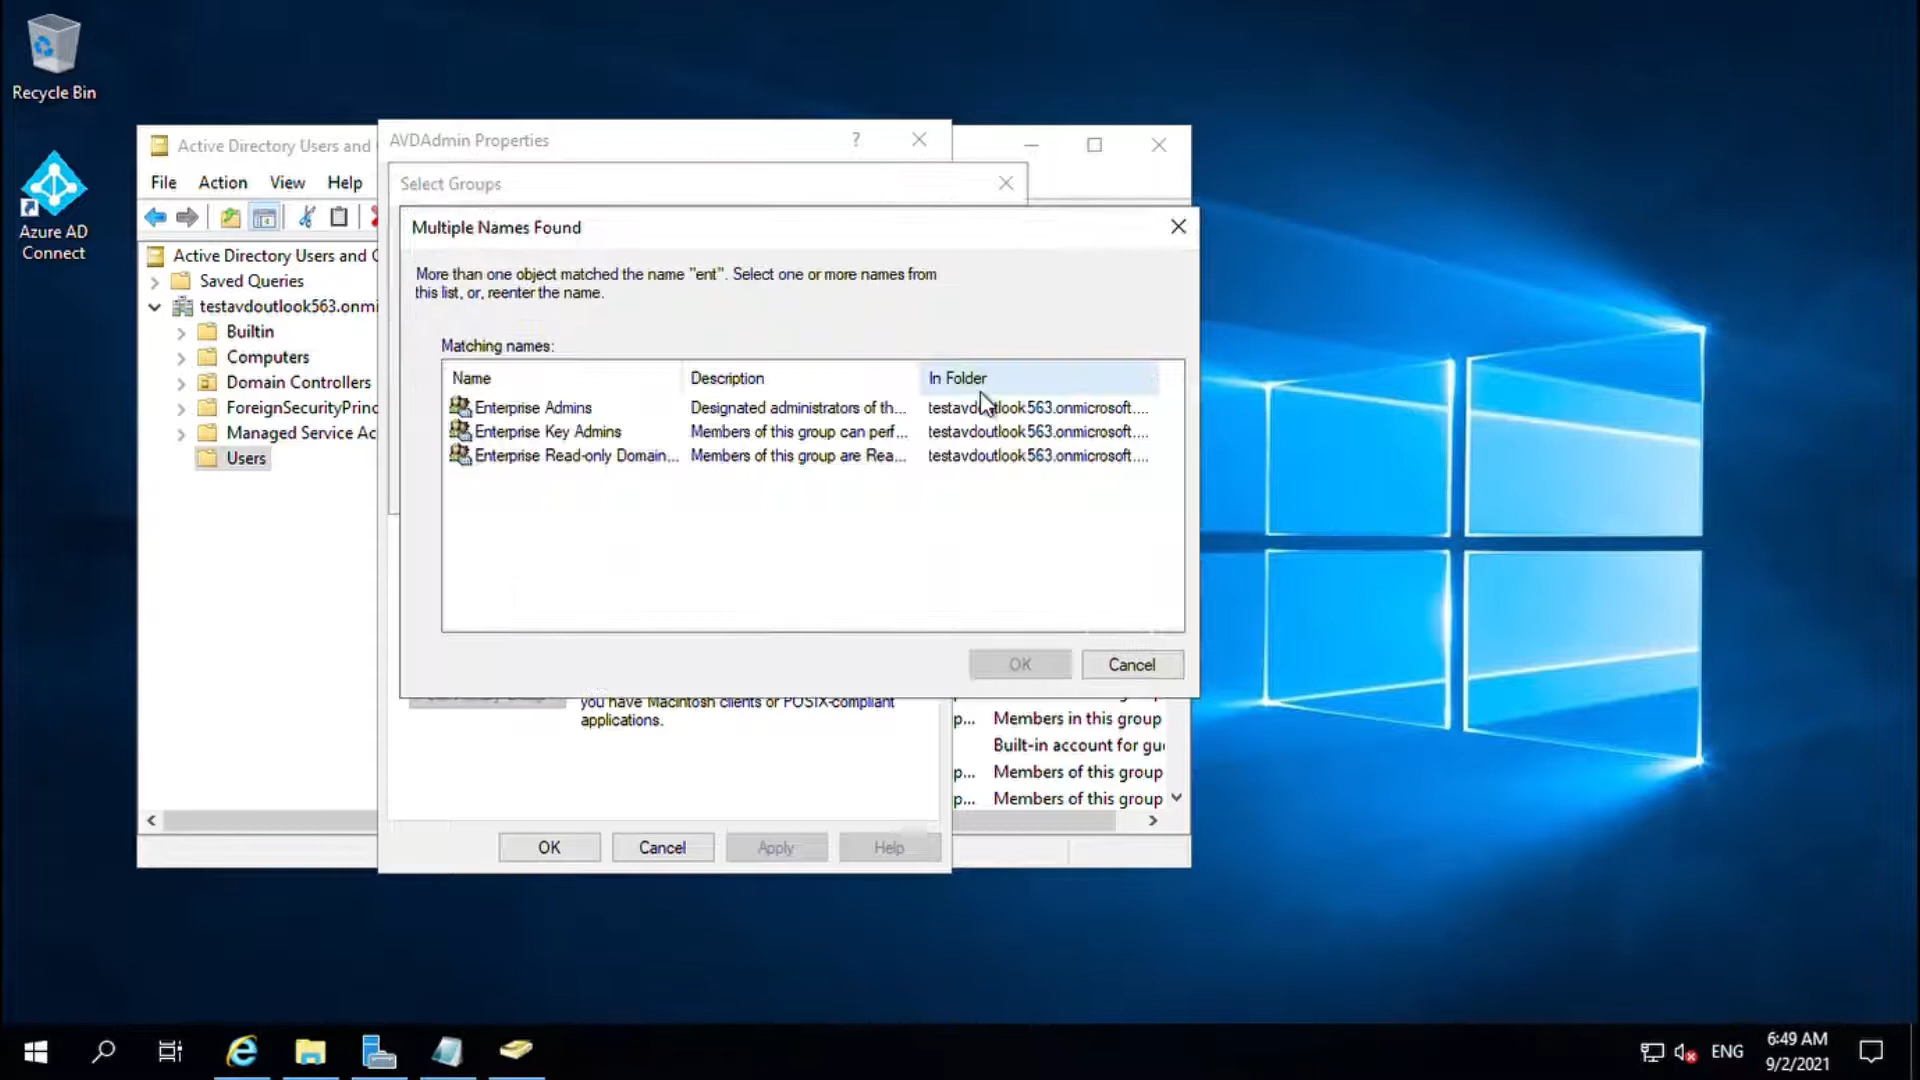 Recycle Bin
Azure AD
Connect
Active Directory Users and
File Action View Help
Active Directory Users and C
Saved Queries
testavdoutlook563.onmi
Builtin
Computers
Domain Controllers
ForeignSecurityPrinc
Managed Service Ac
Users
AVDAdmin Properties
?
Select Groups
Multiple Names Found
More than one object matched the name "ent". Select one or more names from
this list, or, reenter the name.
Matching names:
Name Description In Folder
Enterprise Admins Designated administrators of th... testavdoutlook563.onmicrosoft....
Enterprise Key Admins Members of this group can perf... testavdoutlook563.onmicrosoft....
Enterprise Read-only Domain... Members of this group are Rea... testavdoutlook563.onmicrosoft....
OK Cancel
you have Macintosh clients or POSIX-compliant
applications.
p... Members in this group
Built-in account for gu
p... Members of this group
p... Members of this group
OK Cancel Apply Help
ENG
6:49 AM
9/2/2021